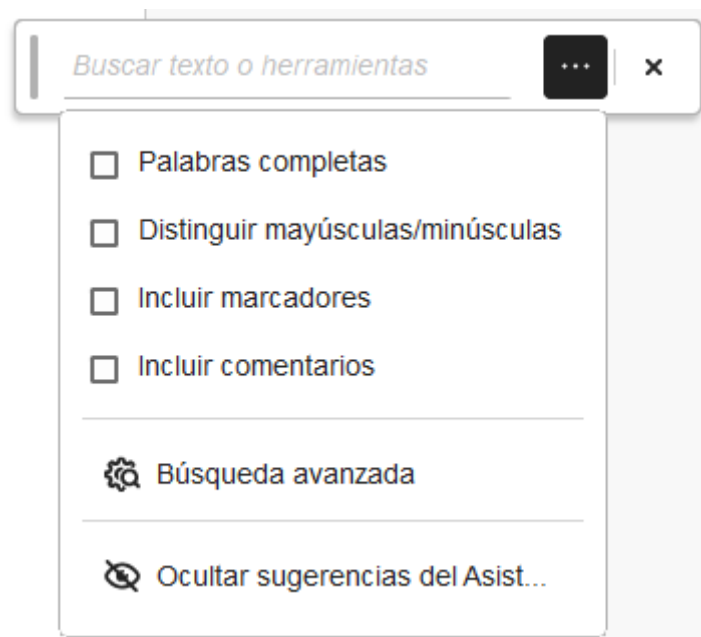 Buscar texto o herramientas
Palabras completas
Distinguir mayúsculas/minúsculas
Incluir marcadores
Incluir comentarios
Búsqueda avanzada
Ocultar sugerencias del Asist...